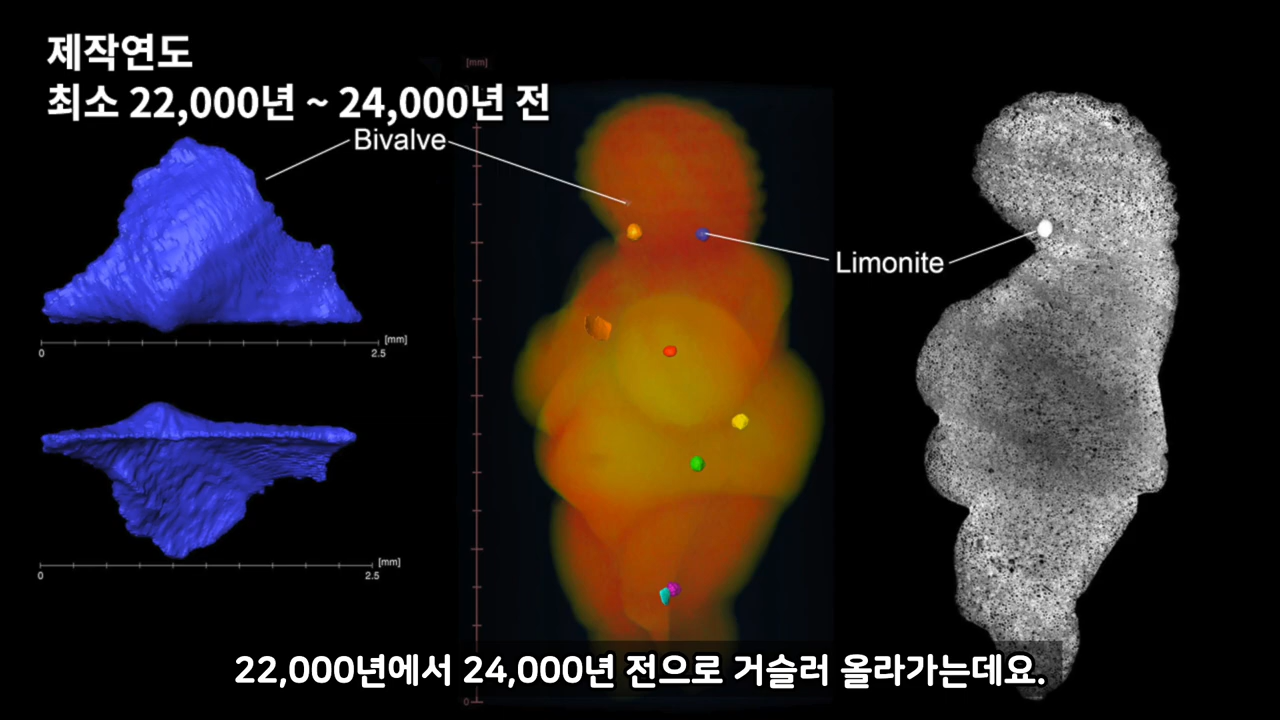 제작연도
최소 22,000년 ~ 24,000년 전
[mm]
Bivalve
Limonite
[mm]
0
2.5
[mm]
0
2.5
22,000년에서 24,000년 전으로 거슬러 올라가는데요.
0